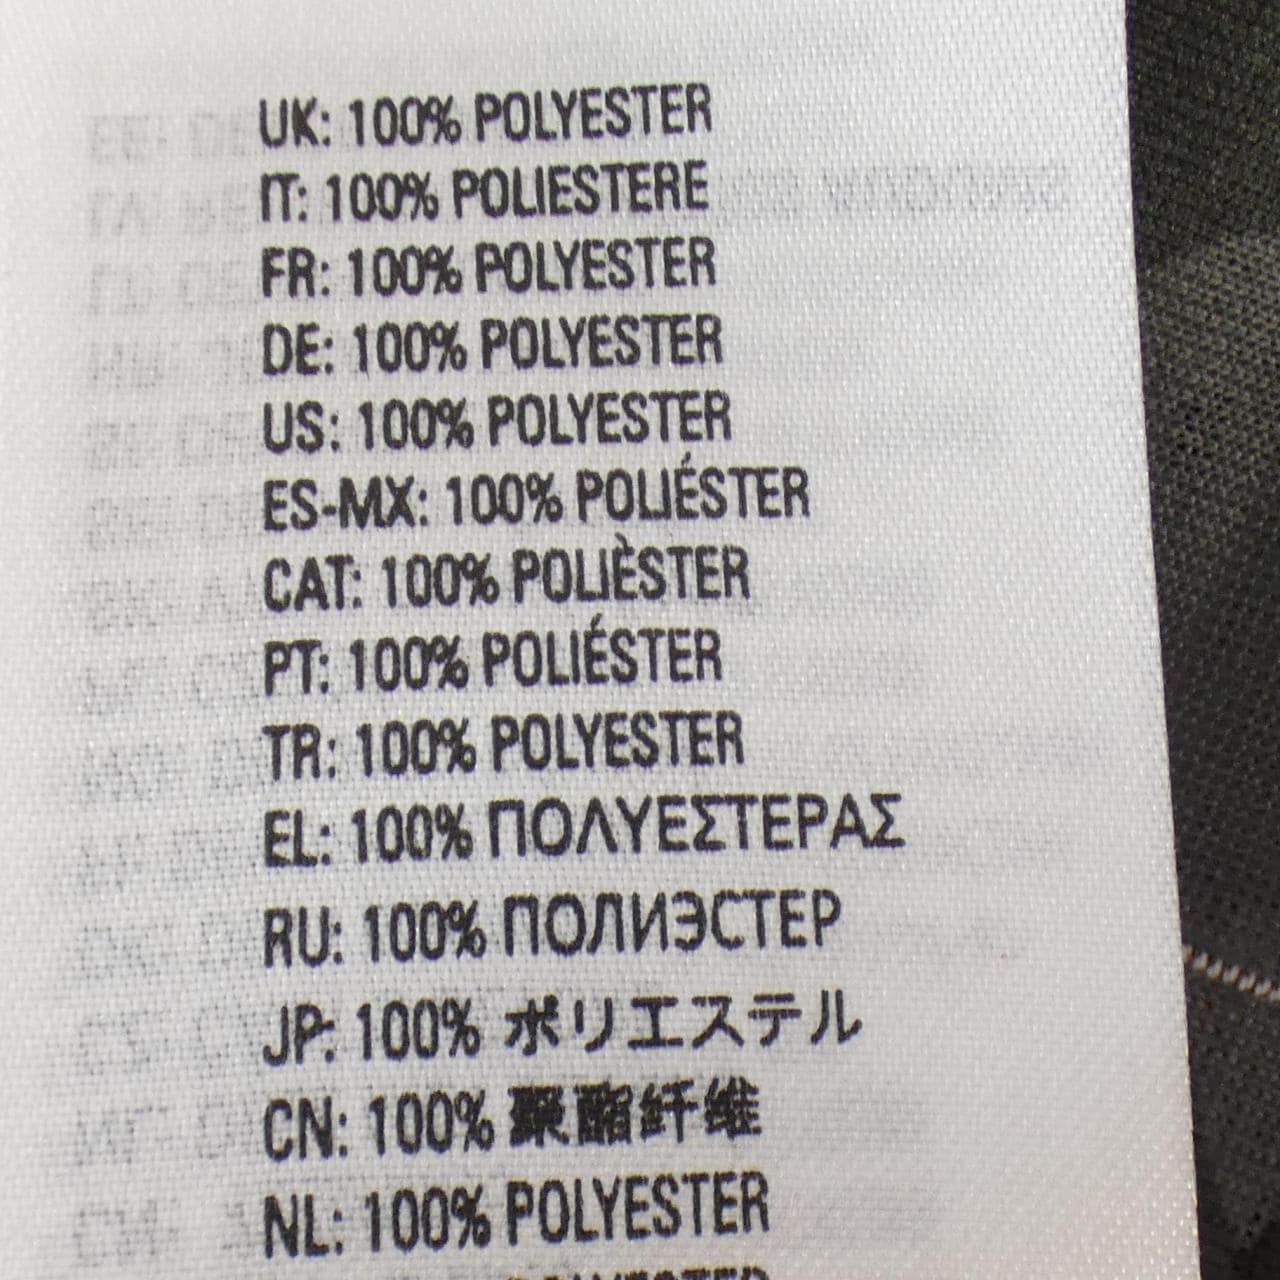 UK: 100% POLYESTER
IT: 100% POLIESTERE
FR: 100% POLYESTER
DE: 100% POLYESTER
US: 100% POLYESTER
ES-MX: 100% POLIÉSTER
CAT: 100% POLIÈSTER
PT: 100% POLIÉSTER
TR: 100% POLYESTER
EL: 100% ΠΟΛΥΕΣΤΕΡΑΣ
RU: 100% ПОЛИЭСТЕР
JP: 100% ポリエステル
CN: 100% 聚酯纤维
NL: 100% POLYESTER